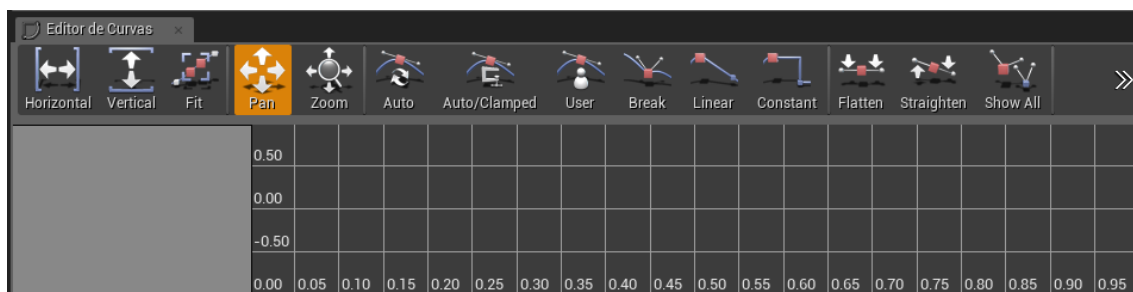 Editor de Curvas
Horizontal Vertical Fit Pan Zoom Auto Auto/Clamped User Break Linear Constant Flatten Straighten Show All
0.50
0.00
-0.50
0.00 0.05 0.10 0.15 0.20 0.25 0.30 0.35 0.40 0.45 0.50 0.55 0.60 0.65 0.70 0.75 0.80 0.85 0.90 0.95